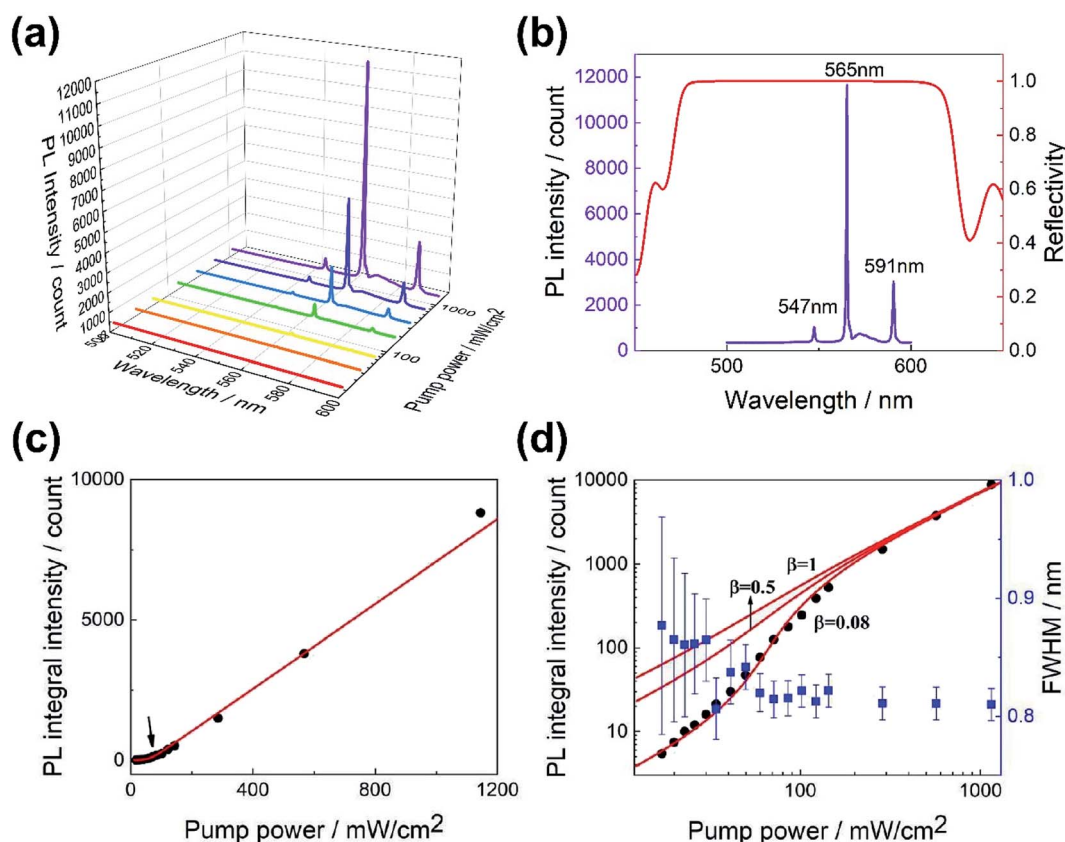 (a)
12000
11000
10000
9000
8000
7000
6000
5000
4000
3000
2000
1000
PL Intensity / count
520
540
560
580
600
Wavelength / nm
100
1000
Pump power / mW/cm2
(b)
565nm
547nm
591nm
12000
10000
8000
6000
4000
2000
0
PL intensity / count
1.0
0.8
0.6
0.4
0.2
0.0
Reflectivity
500
600
Wavelength / nm
(c)
10000
5000
0
PL integral intensity / count
0
400
800
1200
Pump power / mW/cm2
(d)
10000
1000
100
10
PL integral intensity / count
β=1
β=0.5
β=0.08
1.0
0.9
0.8
FWHM / nm
100
1000
Pump power / mW/cm2